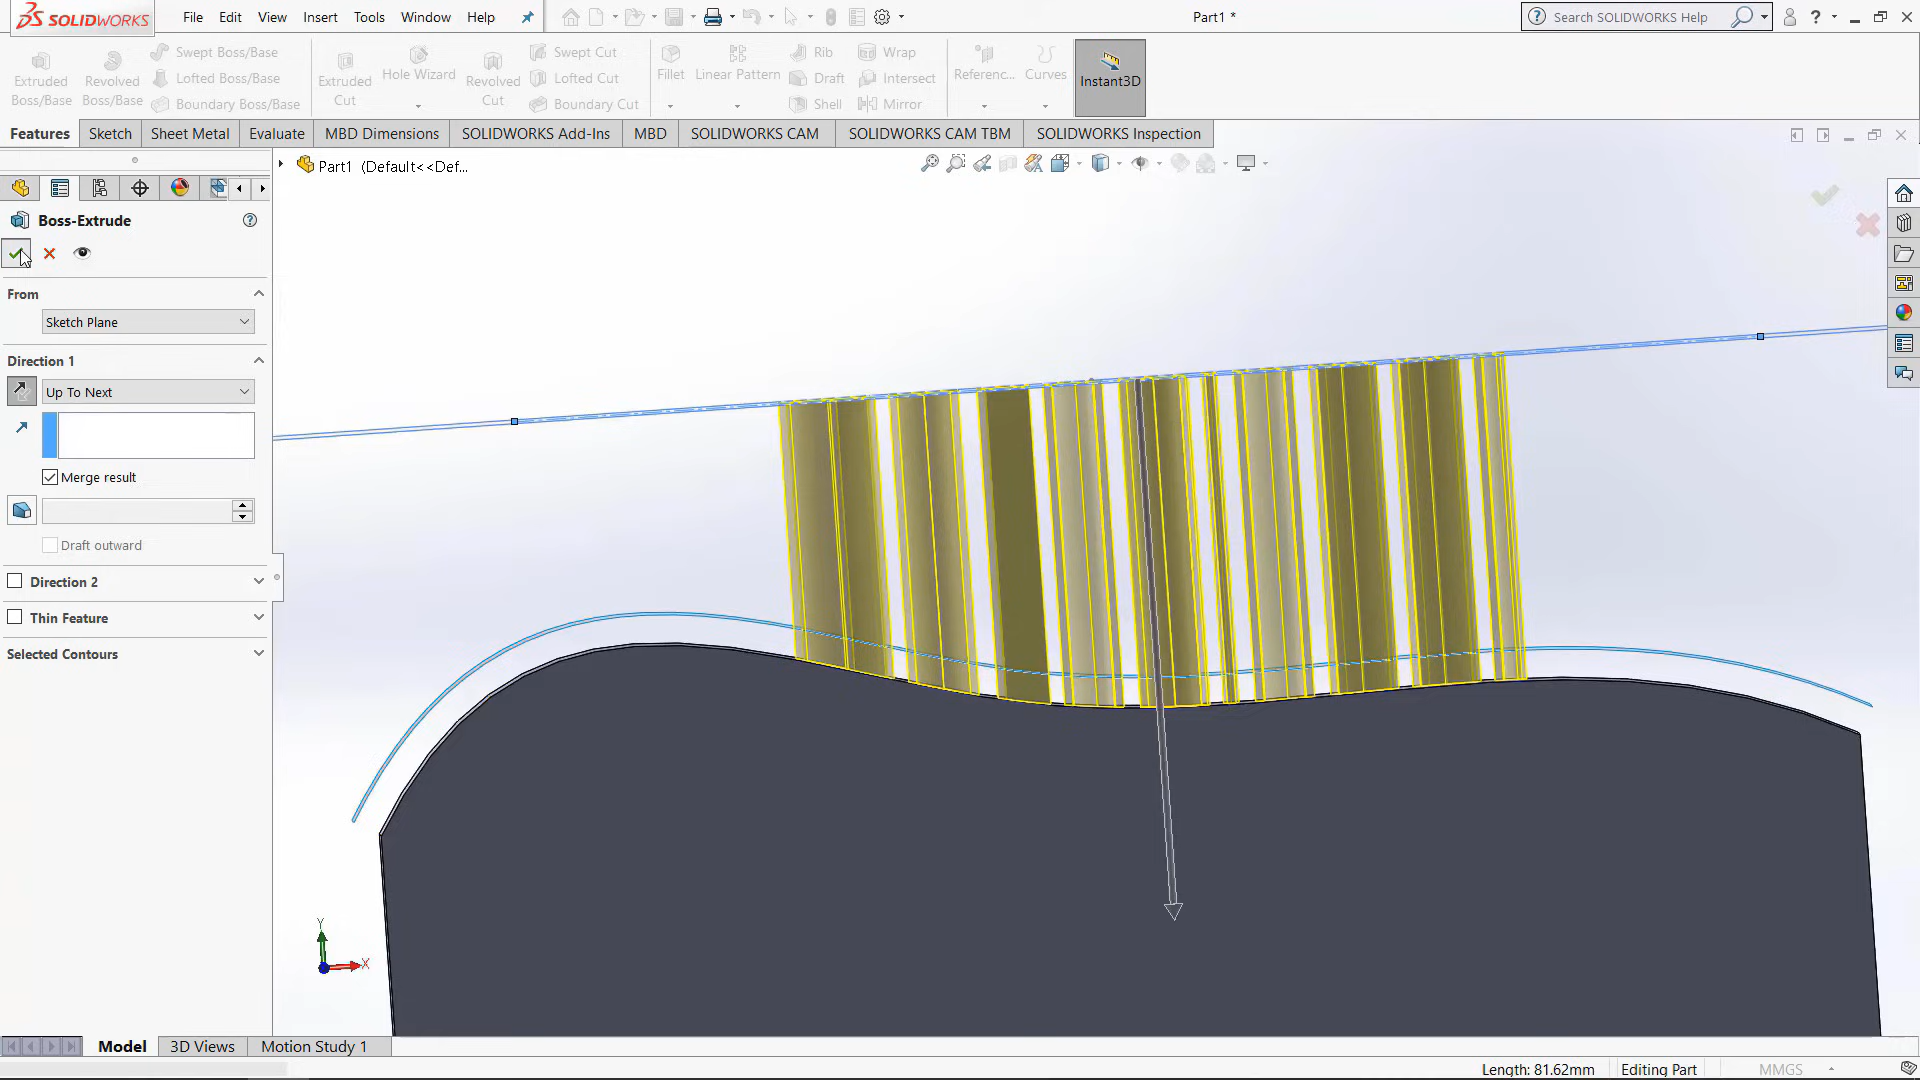 SOLIDWORKS File Edit View Insert Tools Window Help Part1 * Search SOLIDWORKS Help ?
Extruded Boss/Base
Revolved Boss/Base
Swept Boss/Base
Lofted Boss/Base
Boundary Boss/Base
Extruded Cut
Hole Wizard
Revolved Cut
Swept Cut
Lofted Cut
Boundary Cut
Fillet
Linear Pattern
Rib
Draft
Shell
Wrap
Intersect
Mirror
Referenc...
Curves
Instant3D
Features Sketch Sheet Metal Evaluate MBD Dimensions SOLIDWORKS Add-Ins MBD SOLIDWORKS CAM SOLIDWORKS CAM TBM SOLIDWORKS Inspection
Part1 (Default<<Def...
Boss-Extrude
From
Sketch Plane
Direction 1
Up To Next
Merge result
Draft outward
Direction 2
Thin Feature
Selected Contours
Y
X
Model 3D Views Motion Study 1
Length: 81.62mm Editing Part MMGS